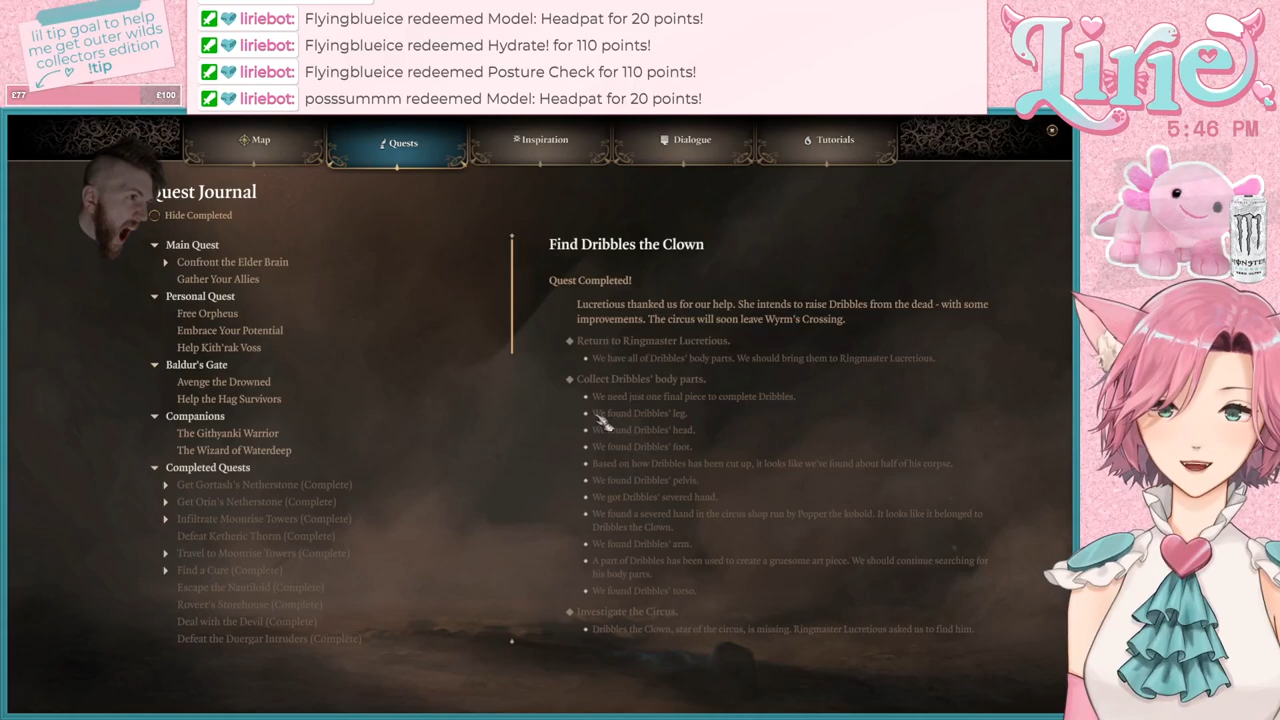 lil tip goal to help
me get outer wilds
collectors edition
!tip
£77
£100
liriebot: Flyingblueice redeemed Model: Headpat for 20 points!
liriebot: Flyingblueice redeemed Hydrate! for 110 points!
liriebot: Flyingblueice redeemed Posture Check for 110 points!
liriebot: posssummm redeemed Model: Headpat for 20 points!
Lirie
5:46 PM
MONSTER
Map
Quests
Inspiration
Dialogue
Tutorials
Quest Journal
Hide Completed
Main Quest
Confront the Elder Brain
Gather Your Allies
Personal Quest
Free Orpheus
Embrace Your Potential
Help Kith'rak Voss
Baldur's Gate
Avenge the Drowned
Help the Hag Survivors
Companions
The Githyanki Warrior
The Wizard of Waterdeep
Completed Quests
Get Gortash's Netherstone (Complete)
Get Orin's Netherstone (Complete)
Infiltrate Moonrise Towers (Complete)
Defeat Ketheric Thorm (Complete)
Travel to Moonrise Towers (Complete)
Find a Cure (Complete)
Escape the Nautiloid (Complete)
Rӧveer's Storehouse (Complete)
Deal with the Devil (Complete)
Defeat the Duergar Intruders (Complete)
Find Dribbles the Clown
Quest Completed!
Lucretious thanked us for our help. She intends to raise Dribbles from the dead - with some
improvements. The circus will soon leave Wyrm's Crossing.
Return to Ringmaster Lucretious.
We have all of Dribbles' body parts. We should bring them to Ringmaster Lucretious.
Collect Dribbles' body parts.
We need just one final piece to complete Dribbles.
We found Dribbles' leg.
We found Dribbles' head.
We found Dribbles' foot.
Based on how Dribbles has been cut up, it looks like we've found about half of his corpse.
We found Dribbles' pelvis.
We got Dribbles' severed hand.
We found a severed hand in the circus shop run by Popper the kobold. It looks like it belonged to
Dribbles the Clown.
We found Dribbles' arm.
A part of Dribbles has been used to create a gruesome art piece. We should continue searching for
his body parts.
We found Dribbles' torso.
Investigate the Circus.
Dribbles the Clown, star of the circus, is missing. Ringmaster Lucretious asked us to find him.